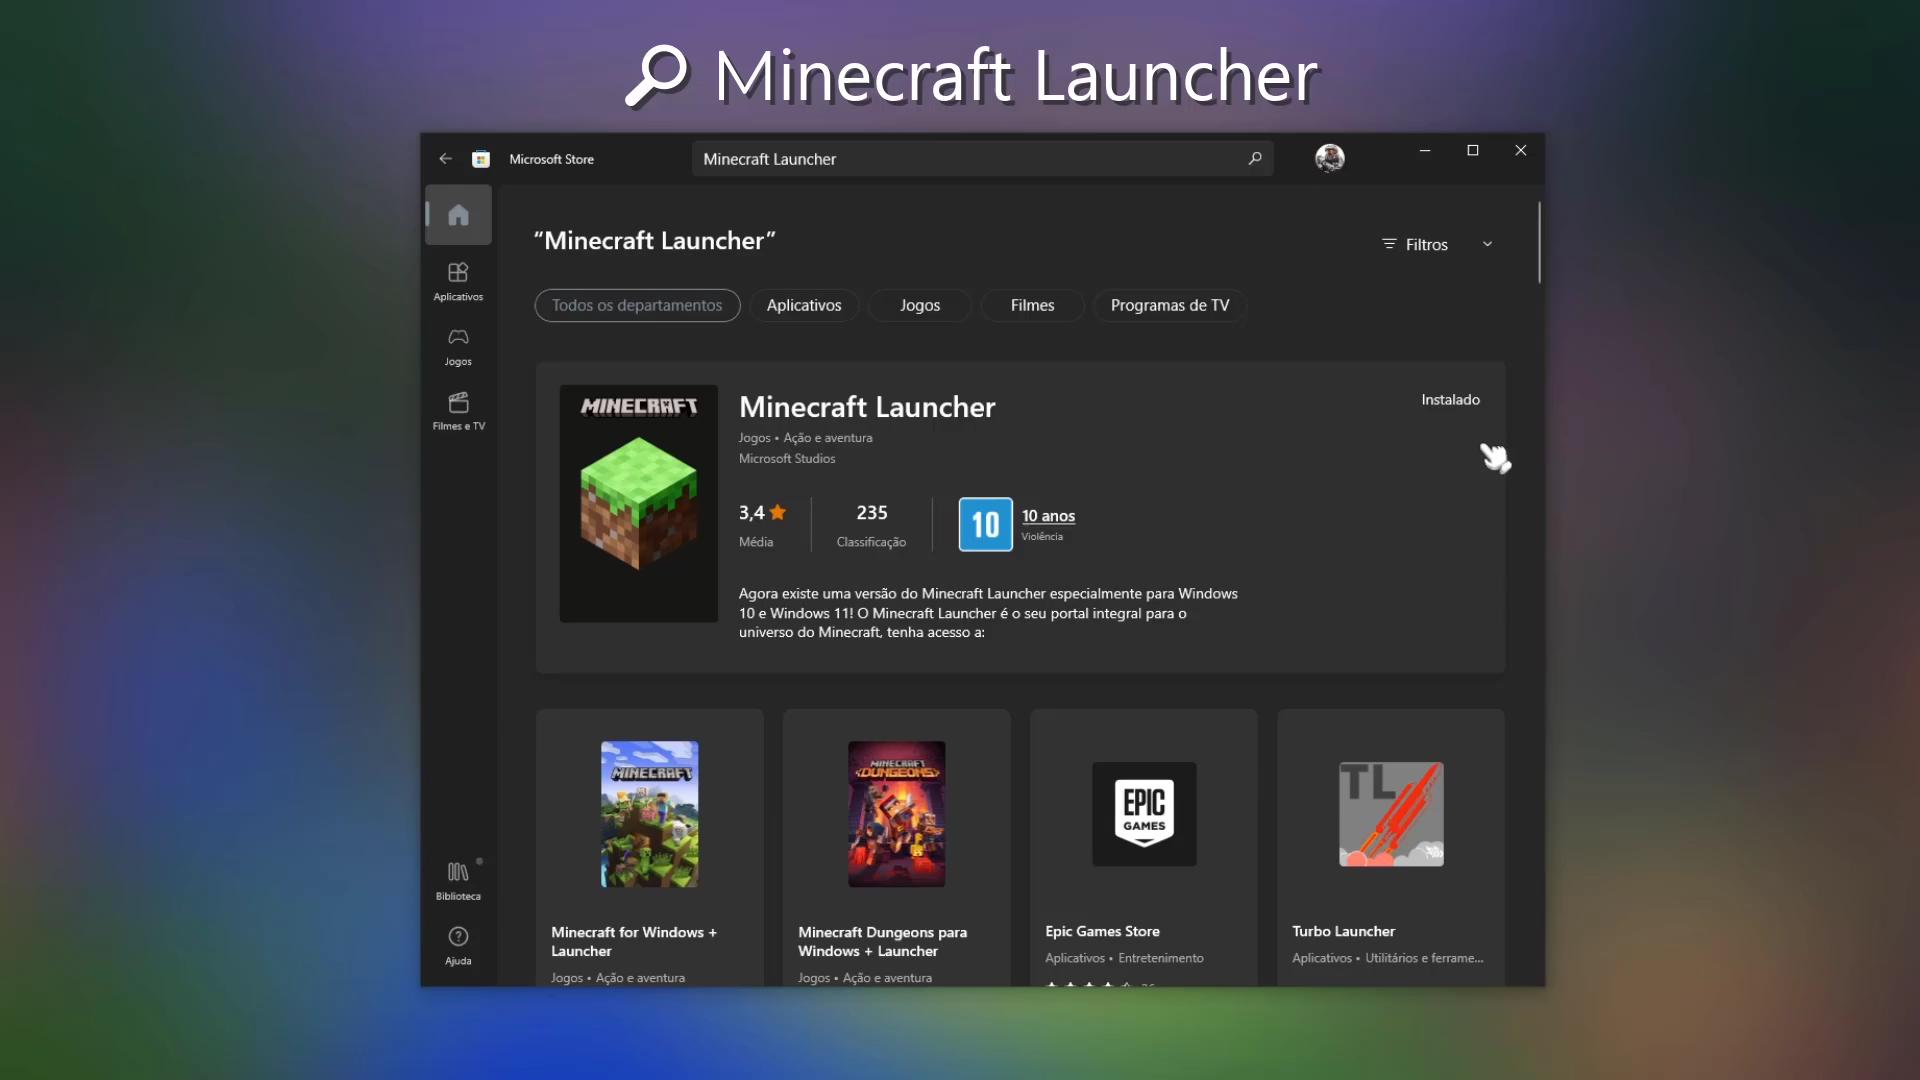 Minecraft Launcher
Microsoft Store
Minecraft Launcher
“Minecraft Launcher”
Filtros
Todos os departamentos
Aplicativos
Jogos
Filmes
Programas de TV
Aplicativos
Jogos
Filmes e TV
Biblioteca
Ajuda
MINECRAFT
Minecraft Launcher
Instalado
Jogos • Ação e aventura
Microsoft Studios
3,4
Média
235
Classificação
10
10 anos
Violência
Agora existe uma versão do Minecraft Launcher especialmente para Windows
10 e Windows 11! O Minecraft Launcher é o seu portal integral para o
universo do Minecraft, tenha acesso a:
MINECRAFT
Minecraft for Windows +
Launcher
Jogos • Ação e aventura
MINECRAFT
DUNGEONS
Minecraft Dungeons para
Windows + Launcher
Jogos • Ação e aventura
EPIC
GAMES
Epic Games Store
Aplicativos • Entretenimento
TL
Turbo Launcher
Aplicativos • Utilitários e ferrame...